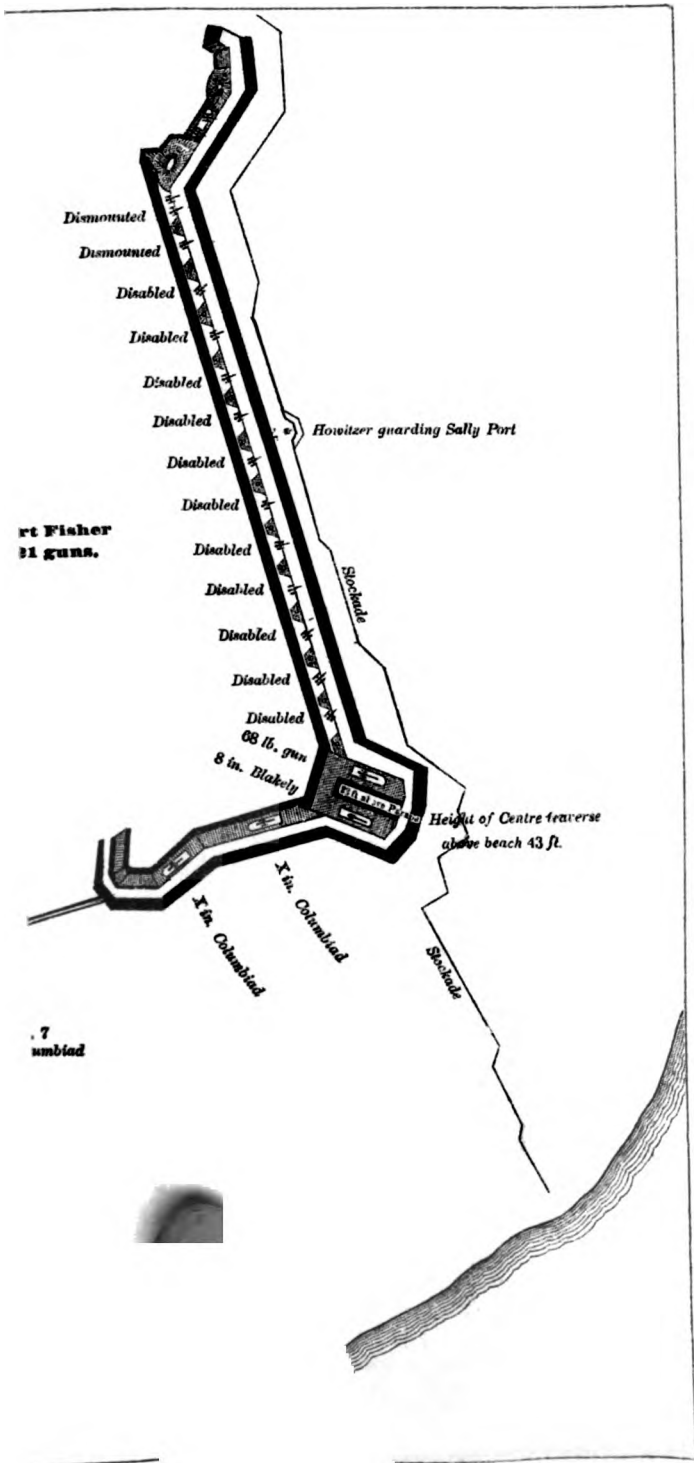 Dismounted
Dismounted
Disabled
Disabled
Disabled
Disabled
Howitzer guarding Sally Port
Disabled
Disabled
rt Fisher
21 guns.
Disabled
Disabled
Stockade
Disabled
Disabled
Disabled
68 lb. gun
8 in. Blakely
Height of Centre traverse
above beach 43 ft.
X in. Columbiad
X in. Columbiad
Stockade
. 7
umbiad